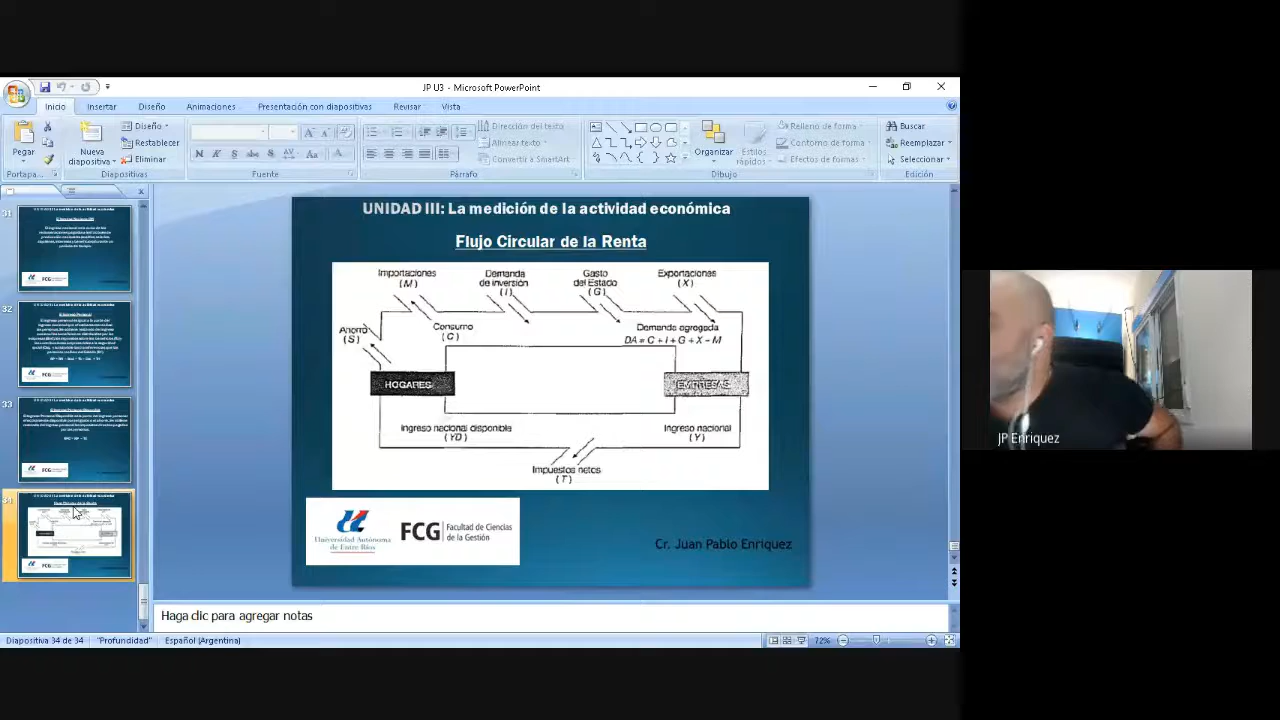 JP U3 - Microsoft PowerPoint
Inicio
Insertar
Diseño
Animaciones
Presentación con diapositivas
Revisar
Vista
Pegar
Nueva
diapositiva
Diseño
Restablecer
Eliminar
Dirección del texto
Alinear texto
Convertir a SmartArt
Organizar
Estilos
rápidos
Relleno de forma
Contorno de forma
Efectos de formas
Buscar
Reemplazar
Seleccionar
Portapa...
Diapositivas
Fuente
Párrafo
Dibujo
Edición
31
32
33
34
UNIDAD III: La medición de la actividad económica
Flujo Circular de la Renta
Importaciones
(M)
Demanda
de inversión
(I)
Gasto
del Estado
(G)
Exportaciones
(X)
Ahorro
(S)
Consumo
(C)
Demanda agregada
DA = C + I + G + X - M
HOGARES
EMPRESAS
Ingreso nacional disponible
(YD)
Ingreso nacional
(Y)
Impuestos netos
(T)
Universidad Autónoma
de Entre Ríos
FCG
Facultad de Ciencias
de la Gestión
Cr. Juan Pablo Enriquez
JP Enriquez
Haga clic para agregar notas
Diapositiva 34 de 34
"Profundidad"
Español (Argentina)
72%